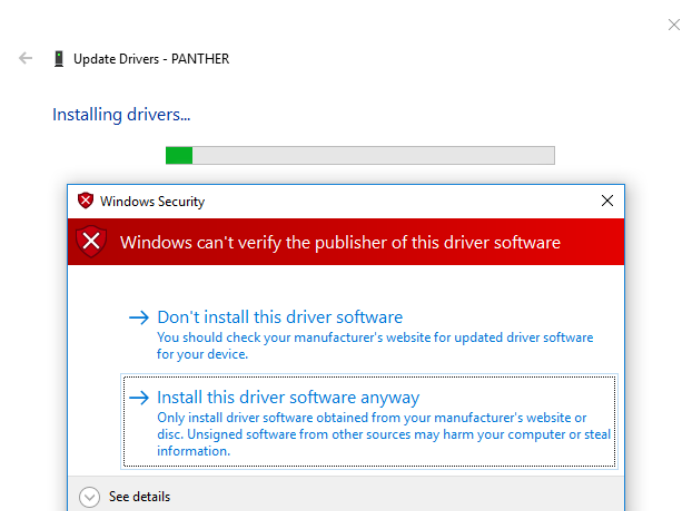 Update Drivers - PANTHER
Installing drivers...
Windows Security
Windows can't verify the publisher of this driver software
Don't install this driver software
You should check your manufacturer's website for updated driver software
for your device.
Install this driver software anyway
Only install driver software obtained from your manufacturer's website or
disc. Unsigned software from other sources may harm your computer or steal
information.
See details